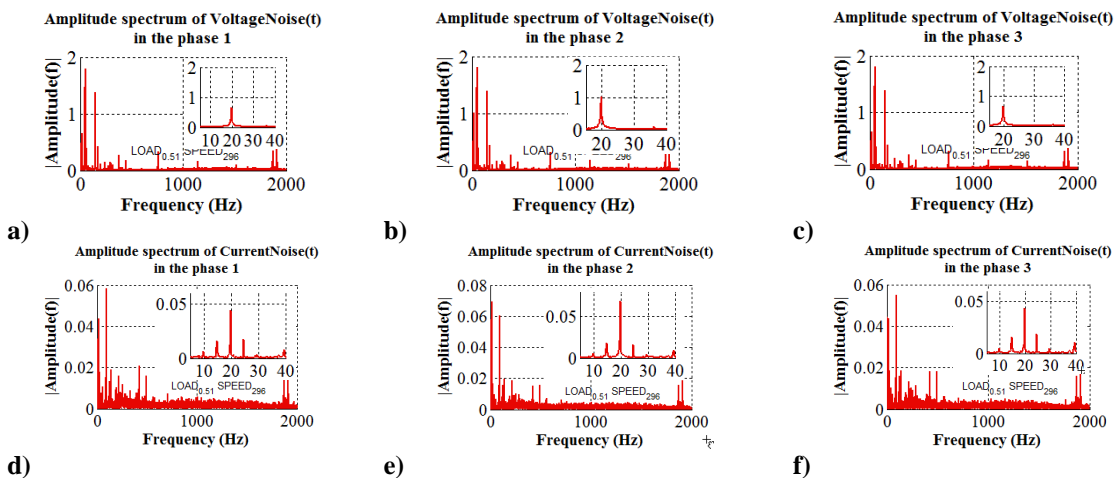 Amplitude spectrum of VoltageNoise(t)
in the phase 1
|Amplitude(f)|
2
1
0
2
1
0
10 20 30 40
LOAD0.51 SPEED296
0 1000 2000
Frequency (Hz)
a)
Amplitude spectrum of VoltageNoise(t)
in the phase 2
|Amplitude(f)|
2
1
0
2
1
0
20 30 40
LOAD0.51 296
0 1000 2000
Frequency (Hz)
b)
Amplitude spectrum of VoltageNoise(t)
in the phase 3
|Amplitude(f)|
2
1
0
2
1
0
20 30 40
LOAD0.51 SPEED296
0 1000 2000
Frequency (Hz)
c)
Amplitude spectrum of CurrentNoise(t)
in the phase 1
|Amplitude(f)|
0.06
0.04
0.02
0
0.05
0
10 20 30 40
LOAD0.51 SPEED296
0 500 1000 1500 2000
Frequency (Hz)
d)
Amplitude spectrum of CurrentNoise(t)
in the phase 2
|Amplitude(f)|
0.08
0.06
0.04
0.02
0
0.05
0
10 20 30 40
LOAD0.51 SPEED296
0 500 1000 1500 2000
Frequency (Hz)
e)
Amplitude spectrum of CurrentNoise(t)
in the phase 3
|Amplitude(f)|
0.06
0.04
0.02
0
0.05
0
10 20 30 40
LOAD0.51 SPEED296
0 500 1000 1500 2000
Frequency (Hz)
f)